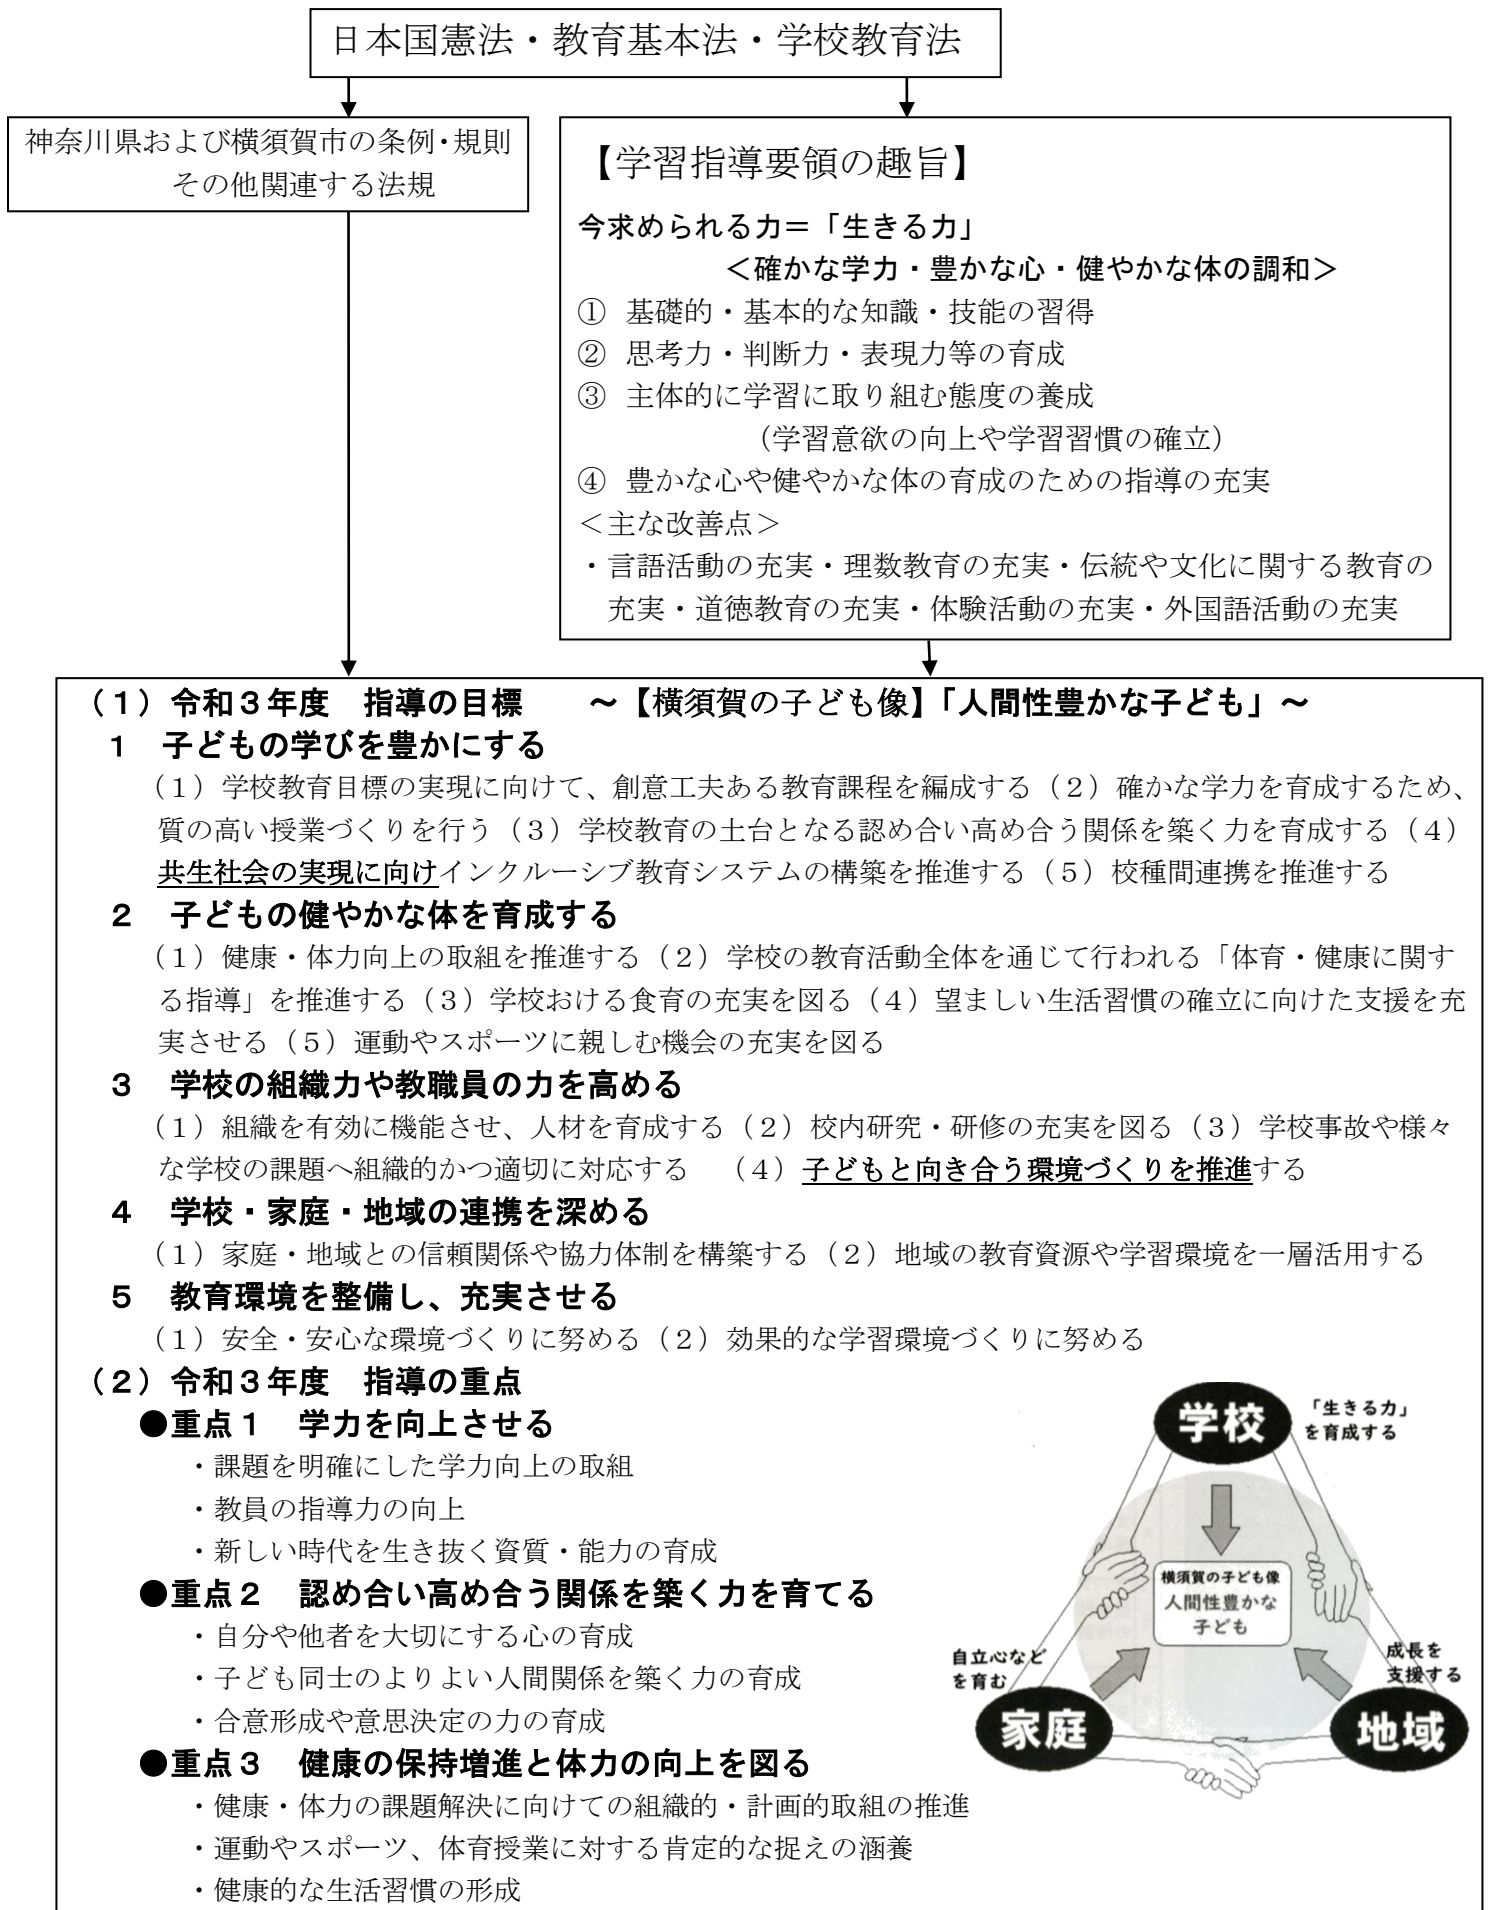 日本国憲法・教育基本法・学校教育法
神奈川県および横須賀市の条例・規則
その他関連する法規
【学習指導要領の趣旨】
今求められる力＝「生きる力」
＜確かな学力・豊かな心・健やかな体の調和＞
① 基礎的・基本的な知識・技能の習得
② 思考力・判断力・表現力等の育成
③ 主体的に学習に取り組む態度の養成
（学習意欲の向上や学習習慣の確立）
④ 豊かな心や健やかな体の育成のための指導の充実
＜主な改善点＞
・言語活動の充実・理数教育の充実・伝統や文化に関する教育の
充実・道徳教育の充実・体験活動の充実・外国語活動の充実
（１）令和３年度　指導の目標　　～【横須賀の子ども像】「人間性豊かな子ども」～
１　子どもの学びを豊かにする
（１）学校教育目標の実現に向けて、創意工夫ある教育課程を編成する（２）確かな学力を育成するため、
質の高い授業づくりを行う（３）学校教育の土台となる認め合い高め合う関係を築く力を育成する（４）
共生社会の実現に向けインクルーシブ教育システムの構築を推進する（５）校種間連携を推進する
２　子どもの健やかな体を育成する
（１）健康・体力向上の取組を推進する（２）学校の教育活動全体を通じて行われる「体育・健康に関す
る指導」を推進する（３）学校おける食育の充実を図る（４）望ましい生活習慣の確立に向けた支援を充
実させる（５）運動やスポーツに親しむ機会の充実を図る
３　学校の組織力や教職員の力を高める
（１）組織を有効に機能させ、人材を育成する（２）校内研究・研修の充実を図る（３）学校事故や様々
な学校の課題へ組織的かつ適切に対応する　（４）子どもと向き合う環境づくりを推進する
４　学校・家庭・地域の連携を深める
（１）家庭・地域との信頼関係や協力体制を構築する（２）地域の教育資源や学習環境を一層活用する
５　教育環境を整備し、充実させる
（１）安全・安心な環境づくりに努める（２）効果的な学習環境づくりに努める
（２）令和３年度　指導の重点
●重点１　学力を向上させる
・課題を明確にした学力向上の取組
・教員の指導力の向上
・新しい時代を生き抜く資質・能力の育成
●重点２　認め合い高め合う関係を築く力を育てる
・自分や他者を大切にする心の育成
・子ども同士のよりよい人間関係を築く力の育成
・合意形成や意思決定の力の育成
●重点３　健康の保持増進と体力の向上を図る
・健康・体力の課題解決に向けての組織的・計画的取組の推進
・運動やスポーツ、体育授業に対する肯定的な捉えの涵養
・健康的な生活習慣の形成
学校
「生きる力」
を育成する
横須賀の子ども像
人間性豊かな
子ども
自立心など
を育む
家庭
成長を
支援する
地域